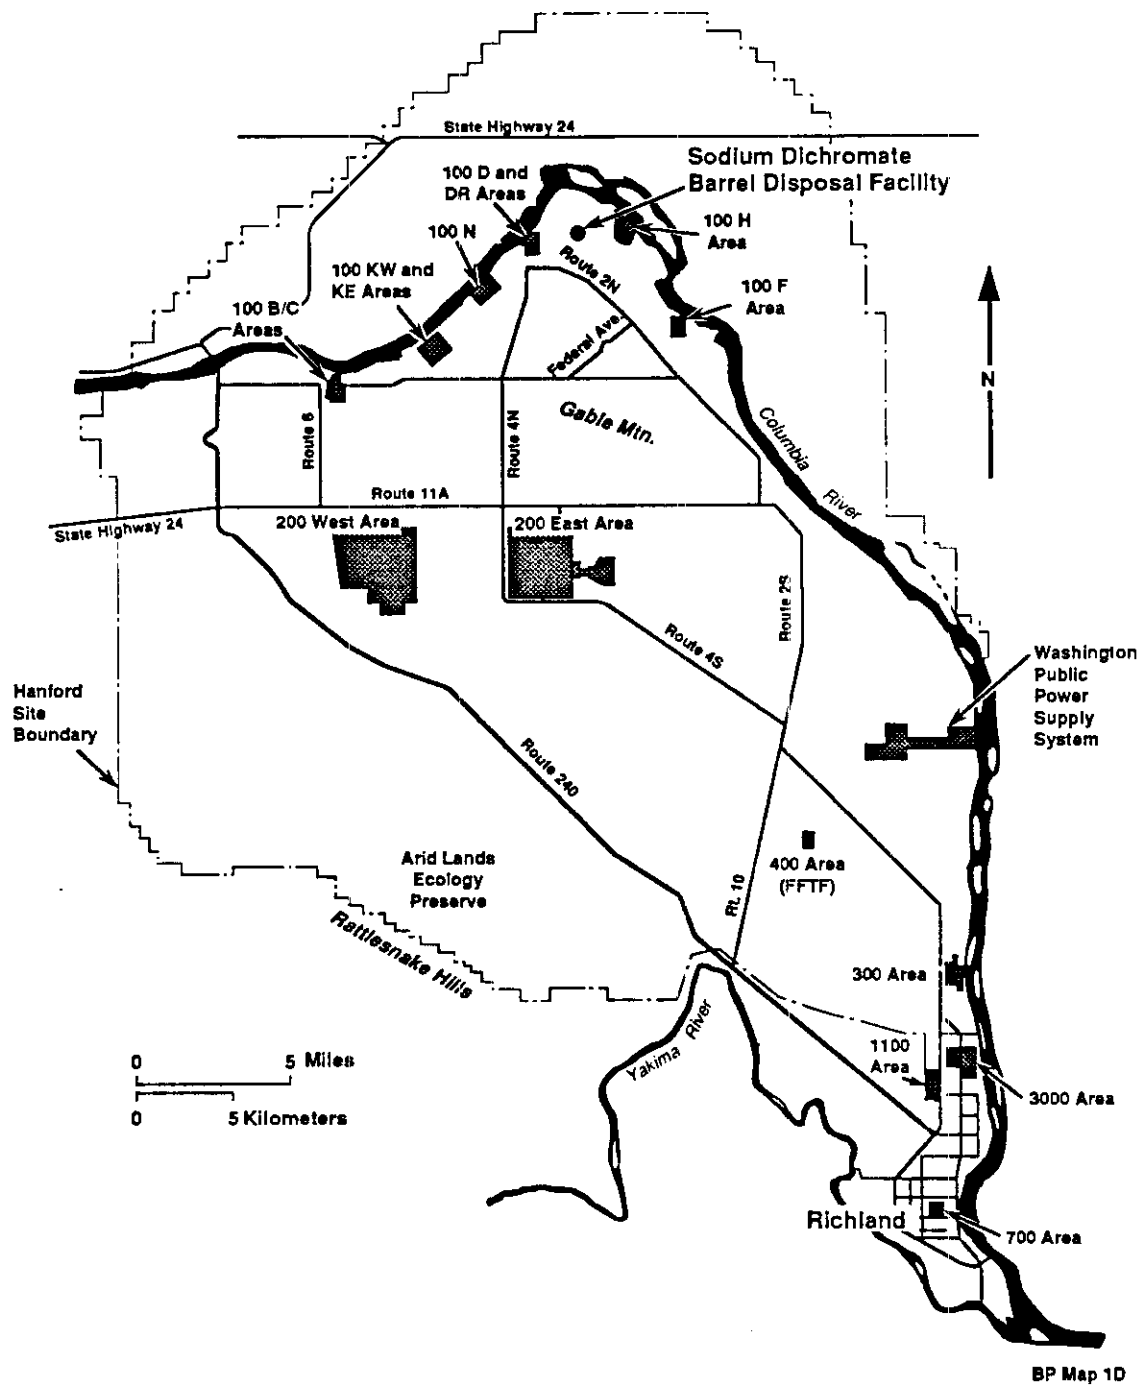 State Highway 24
Sodium Dichromate
Barrel Disposal Facility
100 D and
DR Areas
100 H
Area
100 N
Route 2N
100 KW and
KE Areas
100 F
Area
100 B/C
Areas
Federal Ave.
N
Gable Mtn.
Columbia
River
Route 6
Route 4N
Route 11A
State Highway 24
200 West Area
200 East Area
Route 2S
Route 4S
Washington
Public
Power
Supply
System
Hanford
Site
Boundary
Route 240
Arid Lands
Ecology
Preserve
400 Area
(FFTF)
Rt. 10
Rattlesnake Hills
300 Area
Yakima River
1100
Area
3000 Area
0 5 Miles
0 5 Kilometers
Richland
700 Area
BP Map 1D